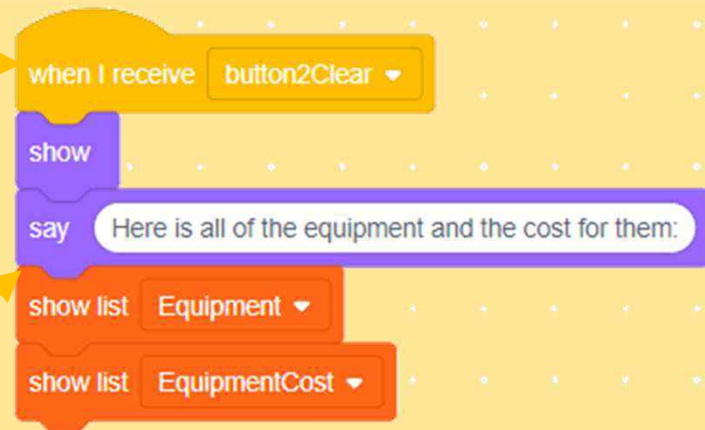 when I receive button2Clear
show
say Here is all of the equipment and the cost for them:
show list Equipment
show list EquipmentCost